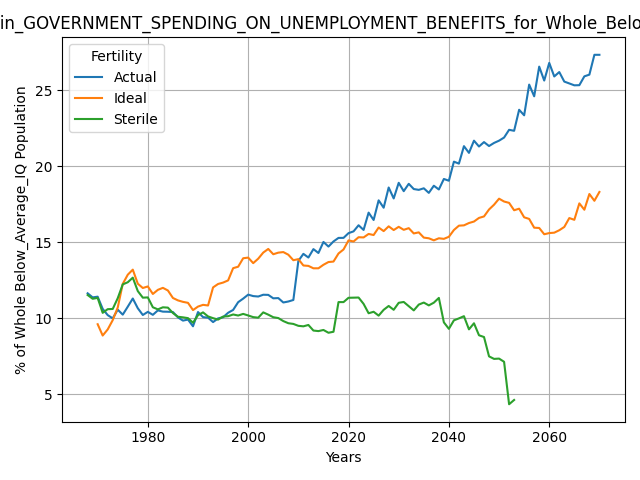 in_GOVERNMENT_SPENDING_ON_UNEMPLOYMENT_BENEFITS_for_Whole_Belo
Fertility
Actual
Ideal
Sterile
% of Whole Below_Average_IQ Population
25
20
15
10
5
1980 2000 2020 2040 2060
Years